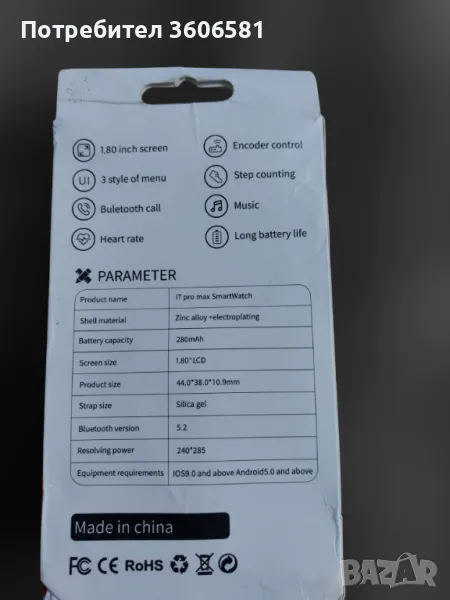 Потребител 3606581
1.80 inch screen
Encoder control
UI
3 style of menu
Step counting
Buletooth call
Music
Heart rate
Long battery life
PARAMETER
Product name i7 pro max SmartWatch
Shell material Zinc alloy +electroplating
Battery capacity 280mAh
Screen size 1.80"LCD
Product size 44.0*38.0*10.9mm
Strap size Silica gel
Bluetooth version 5.2
Resolving power 240*285
Equipment requirements IOS9.0 and above Android5.0 and above
Made in china
FC CE RoHS
BAZAR